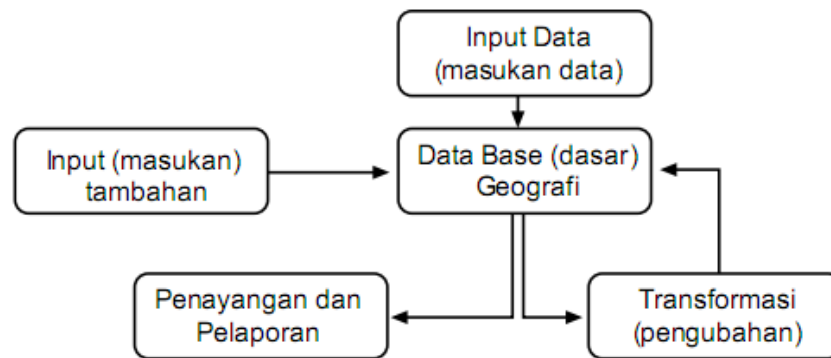 Input Data
(masukan data)
Input (masukan)
tambahan
Data Base (dasar)
Geografi
Penayangan dan
Pelaporan
Transformasi
(pengubahan)